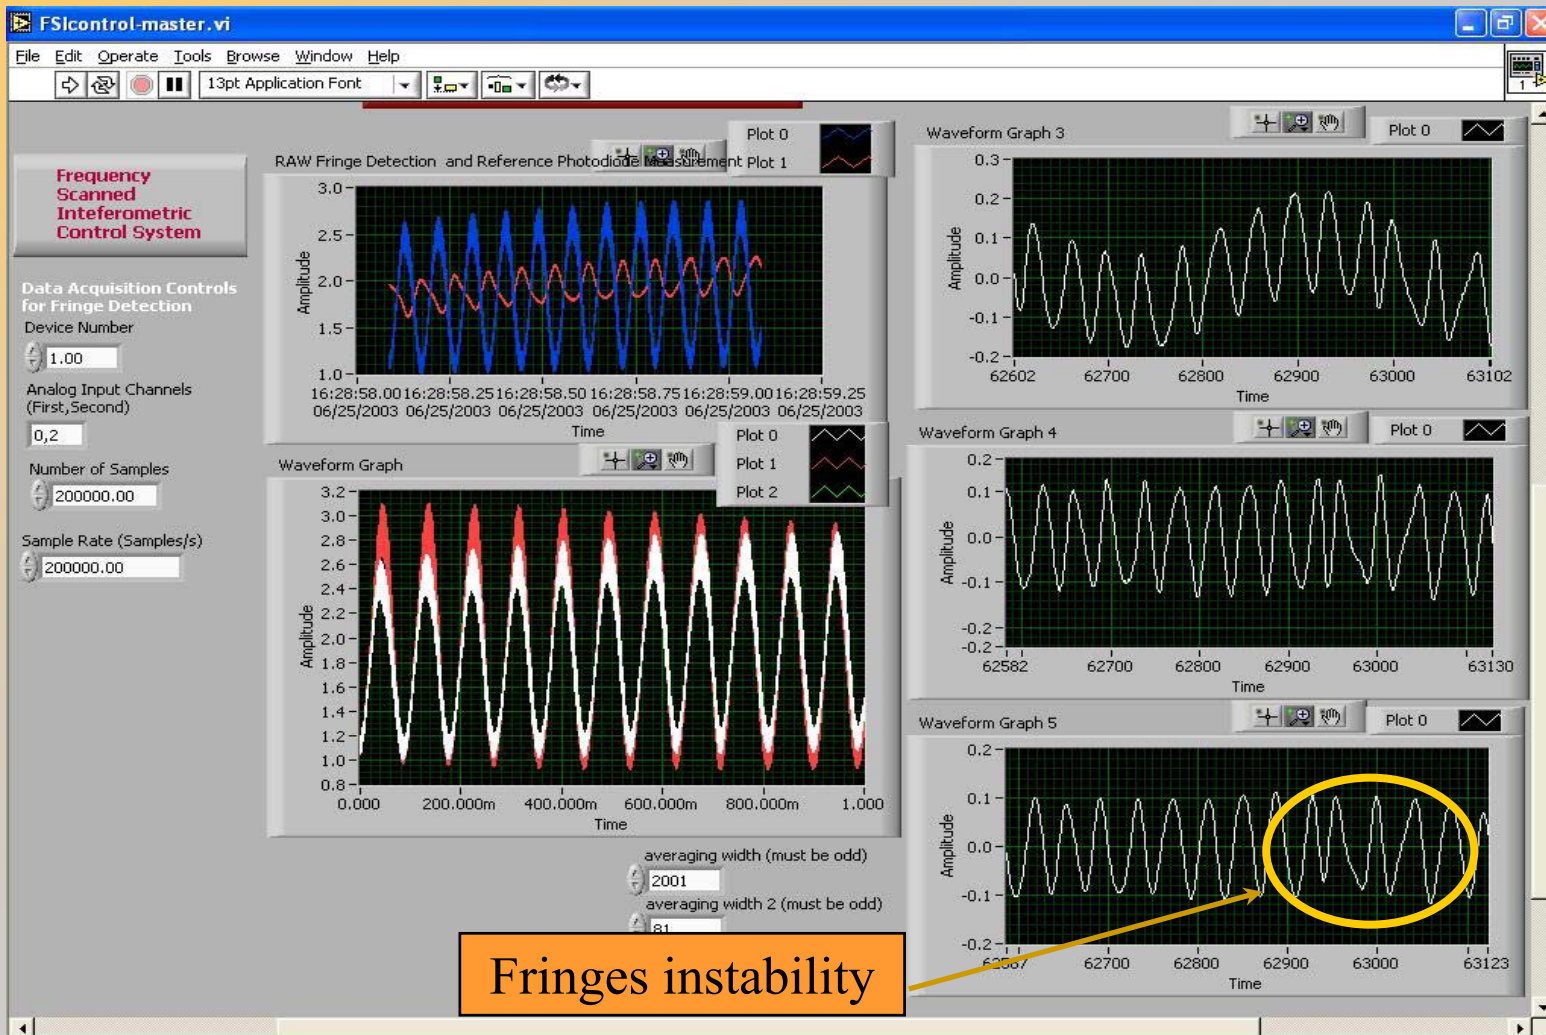 FSIcontrol-master.vi
File Edit Operate Tools Browse Window Help
13pt Application Font
1
Frequency
Scanned
Inteferometric
Control System
Data Acquisition Controls
for Fringe Detection
Device Number
1.00
Analog Input Channels
(First,Second)
0,2
Number of Samples
200000.00
Sample Rate (Samples/s)
200000.00
RAW Fringe Detection and Reference Photodiode Measurement
Plot 0
Plot 1
Amplitude
3.0
2.5
2.0
1.5
1.0
16:28:58.00 16:28:58.25 16:28:58.50 16:28:58.75 16:28:59.00 16:28:59.25
06/25/2003 06/25/2003 06/25/2003 06/25/2003 06/25/2003 06/25/2003
Time
Waveform Graph
Plot 0
Plot 1
Plot 2
Amplitude
3.2
3.0
2.8
2.6
2.4
2.2
2.0
1.8
1.6
1.4
1.2
1.0
0.8
0.000 200.000m 400.000m 600.000m 800.000m 1.000
Time
averaging width (must be odd)
2001
averaging width 2 (must be odd)
81
Waveform Graph 3
Plot 0
Amplitude
0.3
0.2
0.1
0.0
-0.1
-0.2
62602 62700 62800 62900 63000 63102
Time
Waveform Graph 4
Plot 0
Amplitude
0.2
0.1
0.0
-0.1
-0.2
-0.2
62582 62700 62800 62900 63000 63130
Time
Waveform Graph 5
Plot 0
Amplitude
0.2
0.1
0.0
-0.1
-0.2
62587 62700 62800 62900 63000 63123
Time
Fringes instability